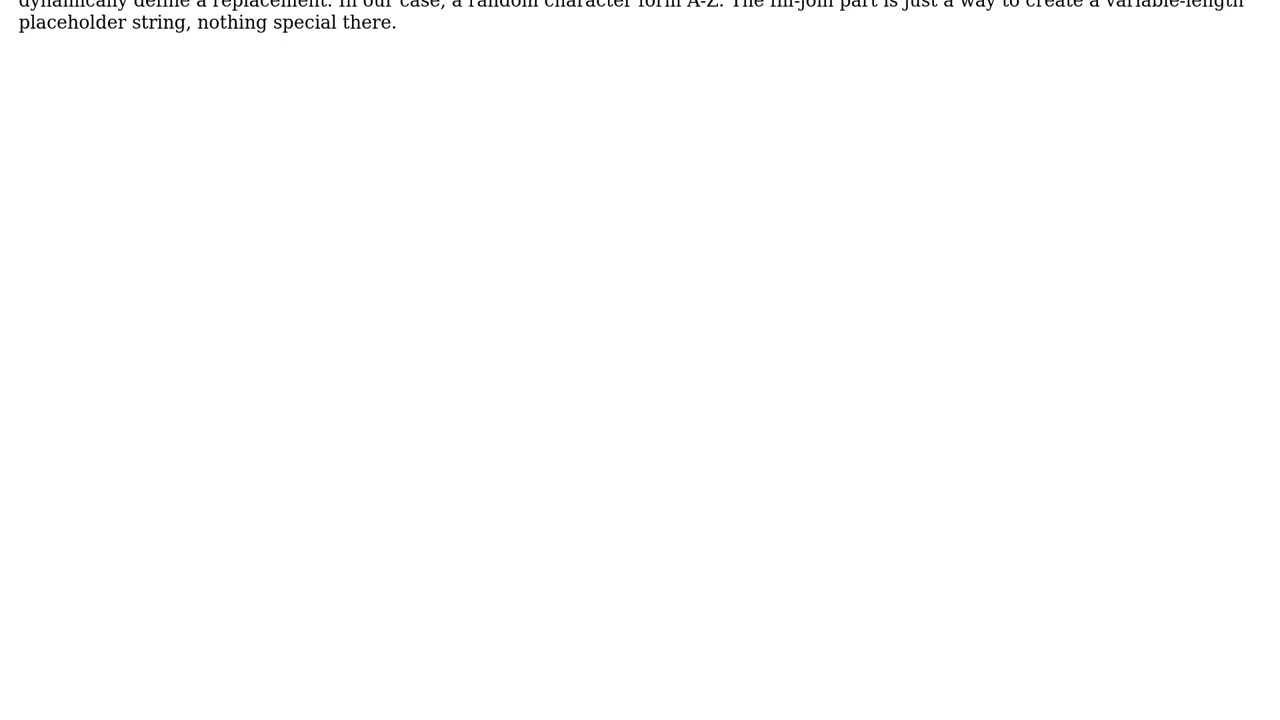 dynamically define a replacement. In our case, a random character form A-Z. The fill-join part is just a way to create a variable-length
placeholder string, nothing special there.